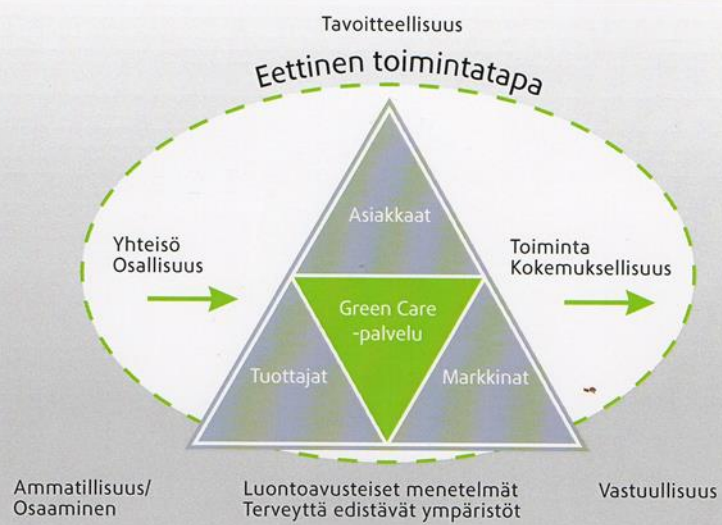 Tavoitteellisuus
Eettinen toimintatapa
Asiakkaat
Yhteisö
Osallisuus
Toiminta
Kokemuksellisuus
Green Care
-palvelu
Tuottajat
Markkinat
Ammatillisuus/
Osaaminen
Luontoavusteiset menetelmät
Terveyttä edistävät ympäristöt
Vastuullisuus